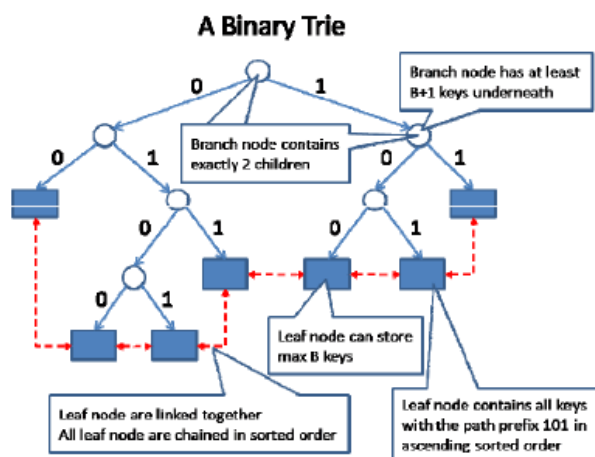 A Binary Trie
Branch node has at least
B+1 keys underneath
0
1
Branch node contains
exactly 2 children
0
1
0
1
0
1
0
1
0
1
Leaf node can store
max B keys
Leaf node are linked together
All leaf node are chained in sorted order
Leaf node contains all keys
with the path prefix 101 in
ascending sorted order